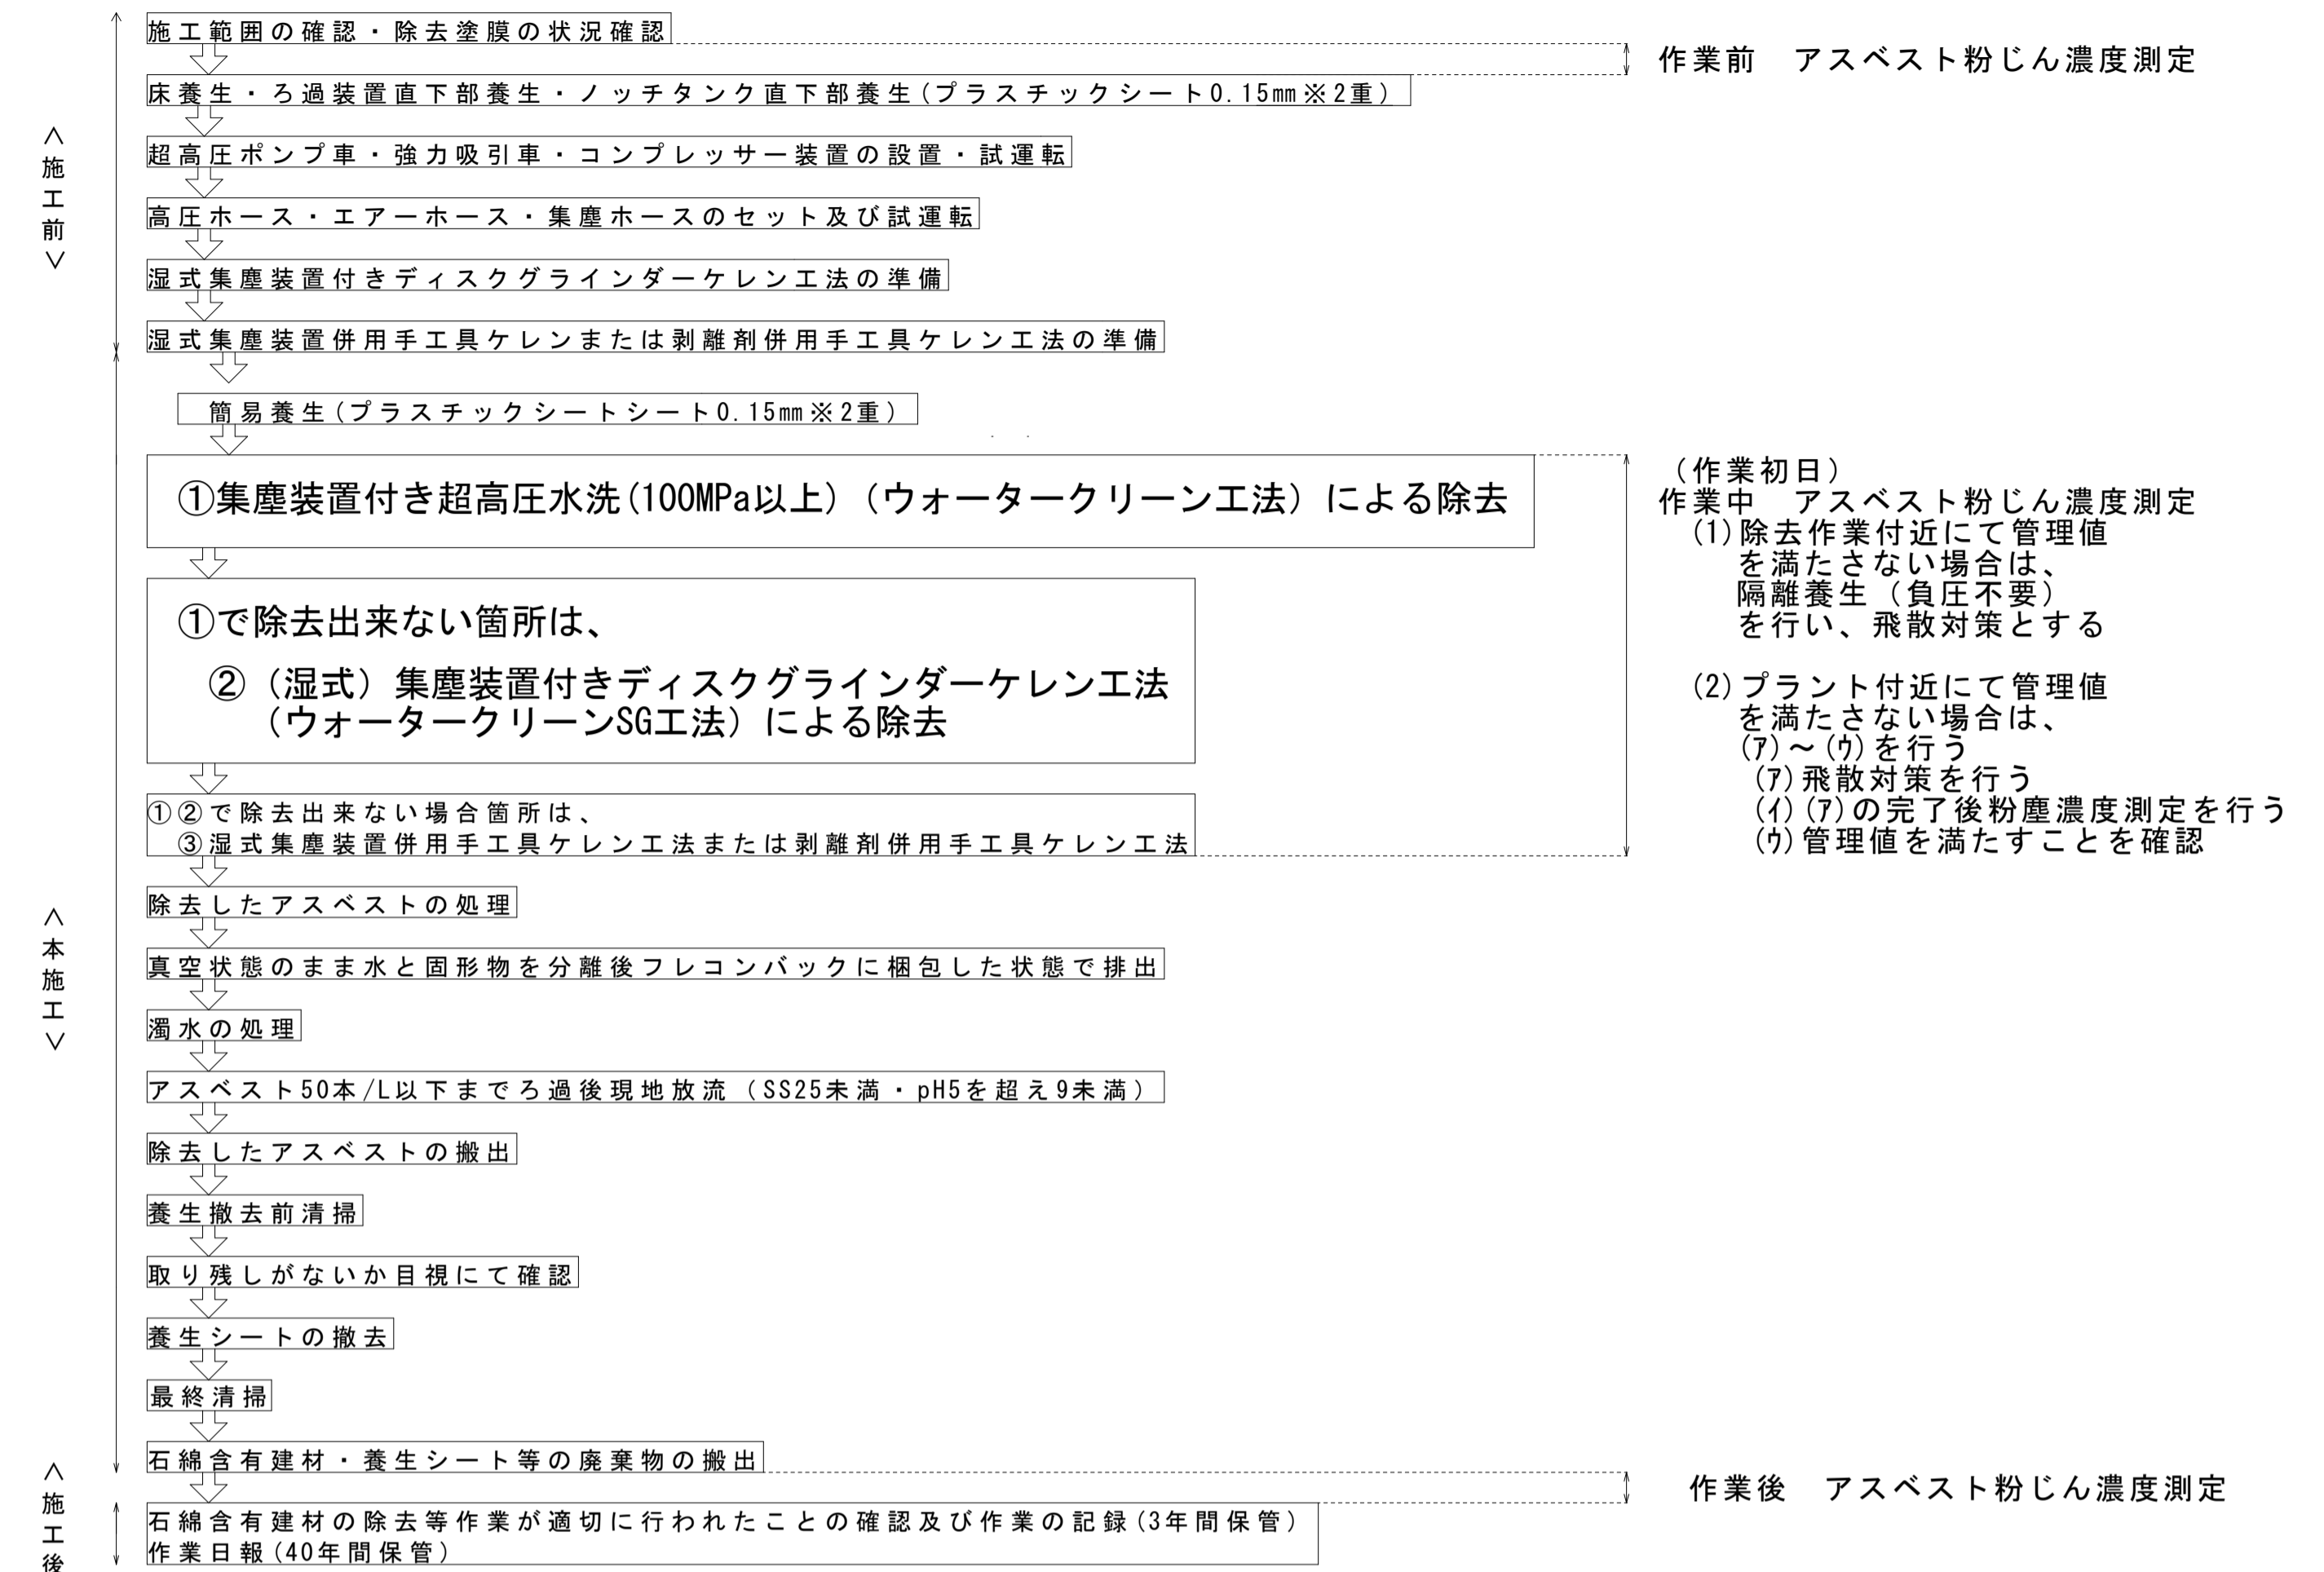 施工範囲の確認・除去塗膜の状況確認
作業前　アスベスト粉じん濃度測定
床養生・ろ過装置直下部養生・ノッチタンク直下部養生(プラスチックシート0.15㎜※2重)
超高圧ポンプ車・強力吸引車・コンプレッサー装置の設置・試運転
＜施工前＞
高圧ホース・エアーホース・集塵ホースのセット及び試運転
湿式集塵装置付きディスクグラインダーケレン工法の準備
湿式集塵装置併用手工具ケレンまたは剥離剤併用手工具ケレン工法の準備
簡易養生(プラスチックシートシート0.15㎜※2重)
①集塵装置付き超高圧水洗(100MPa以上)（ウォータークリーン工法）による除去
①で除去出来ない箇所は、
②（湿式）集塵装置付きディスクグラインダーケレン工法
（ウォータークリーンSG工法）による除去
①②で除去出来ない場合箇所は、
③湿式集塵装置併用手工具ケレン工法または剥離剤併用手工具ケレン工法
（作業初日）
作業中　アスベスト粉じん濃度測定
(1)除去作業付近にて管理値
を満たさない場合は、
隔離養生（負圧不要）
を行い、飛散対策とする
(2)プラント付近にて管理値
を満たさない場合は、
(ｱ)～(ｳ)を行う
(ｱ)飛散対策を行う
(ｲ)(ｱ)の完了後粉塵濃度測定を行う
(ｳ)管理値を満たすことを確認
＜本施工＞
除去したアスベストの処理
真空状態のまま水と固形物を分離後フレコンバックに梱包した状態で排出
濁水の処理
アスベスト50本/L以下までろ過後現地放流（SS25未満・pH5を超え9未満）
除去したアスベストの搬出
養生撤去前清掃
取り残しがないか目視にて確認
養生シートの撤去
最終清掃
石綿含有建材・養生シート等の廃棄物の搬出
作業後　アスベスト粉じん濃度測定
＜施工後
石綿含有建材の除去等作業が適切に行われたことの確認及び作業の記録(3年間保管)
作業日報(40年間保管)